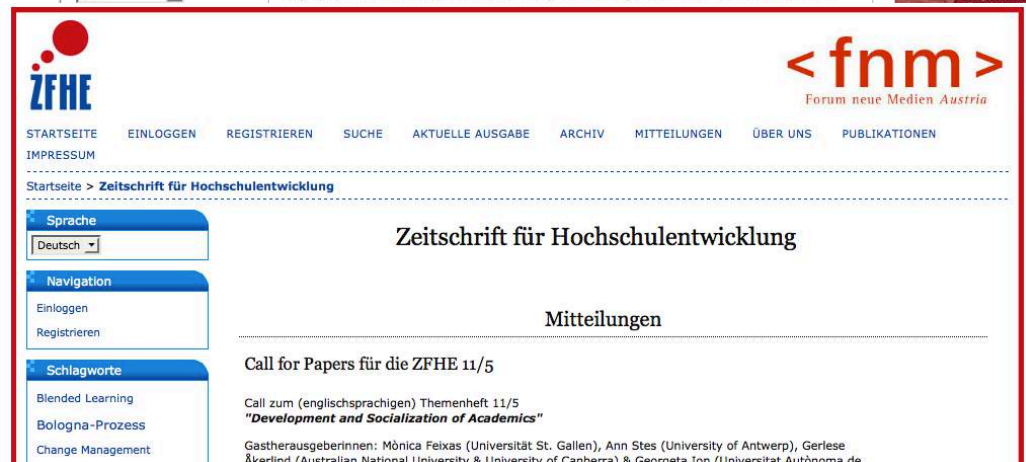 ZFHE
<fnm>
Forum neue Medien Austria
STARTSEITE EINLOGGEN REGISTRIEREN SUCHE AKTUELLE AUSGABE ARCHIV MITTEILUNGEN ÜBER UNS PUBLIKATIONEN
IMPRESSUM
Startseite > Zeitschrift für Hochschulentwicklung
Sprache
Deutsch
Navigation
Einloggen
Registrieren
Schlagworte
Blended Learning
Bologna-Prozess
Change Management
Zeitschrift für Hochschulentwicklung
Mitteilungen
Call for Papers für die ZFHE 11/5
Call zum (englischsprachigen) Themenheft 11/5
"Development and Socialization of Academics"
Gastherausgeberinnen: Mònica Feixas (Universität St. Gallen), Ann Stes (University of Antwerp), Gerlese
Åkerlind (Australian National University & University of Canberra) & Georgeta Ion (Universitat Autònoma de